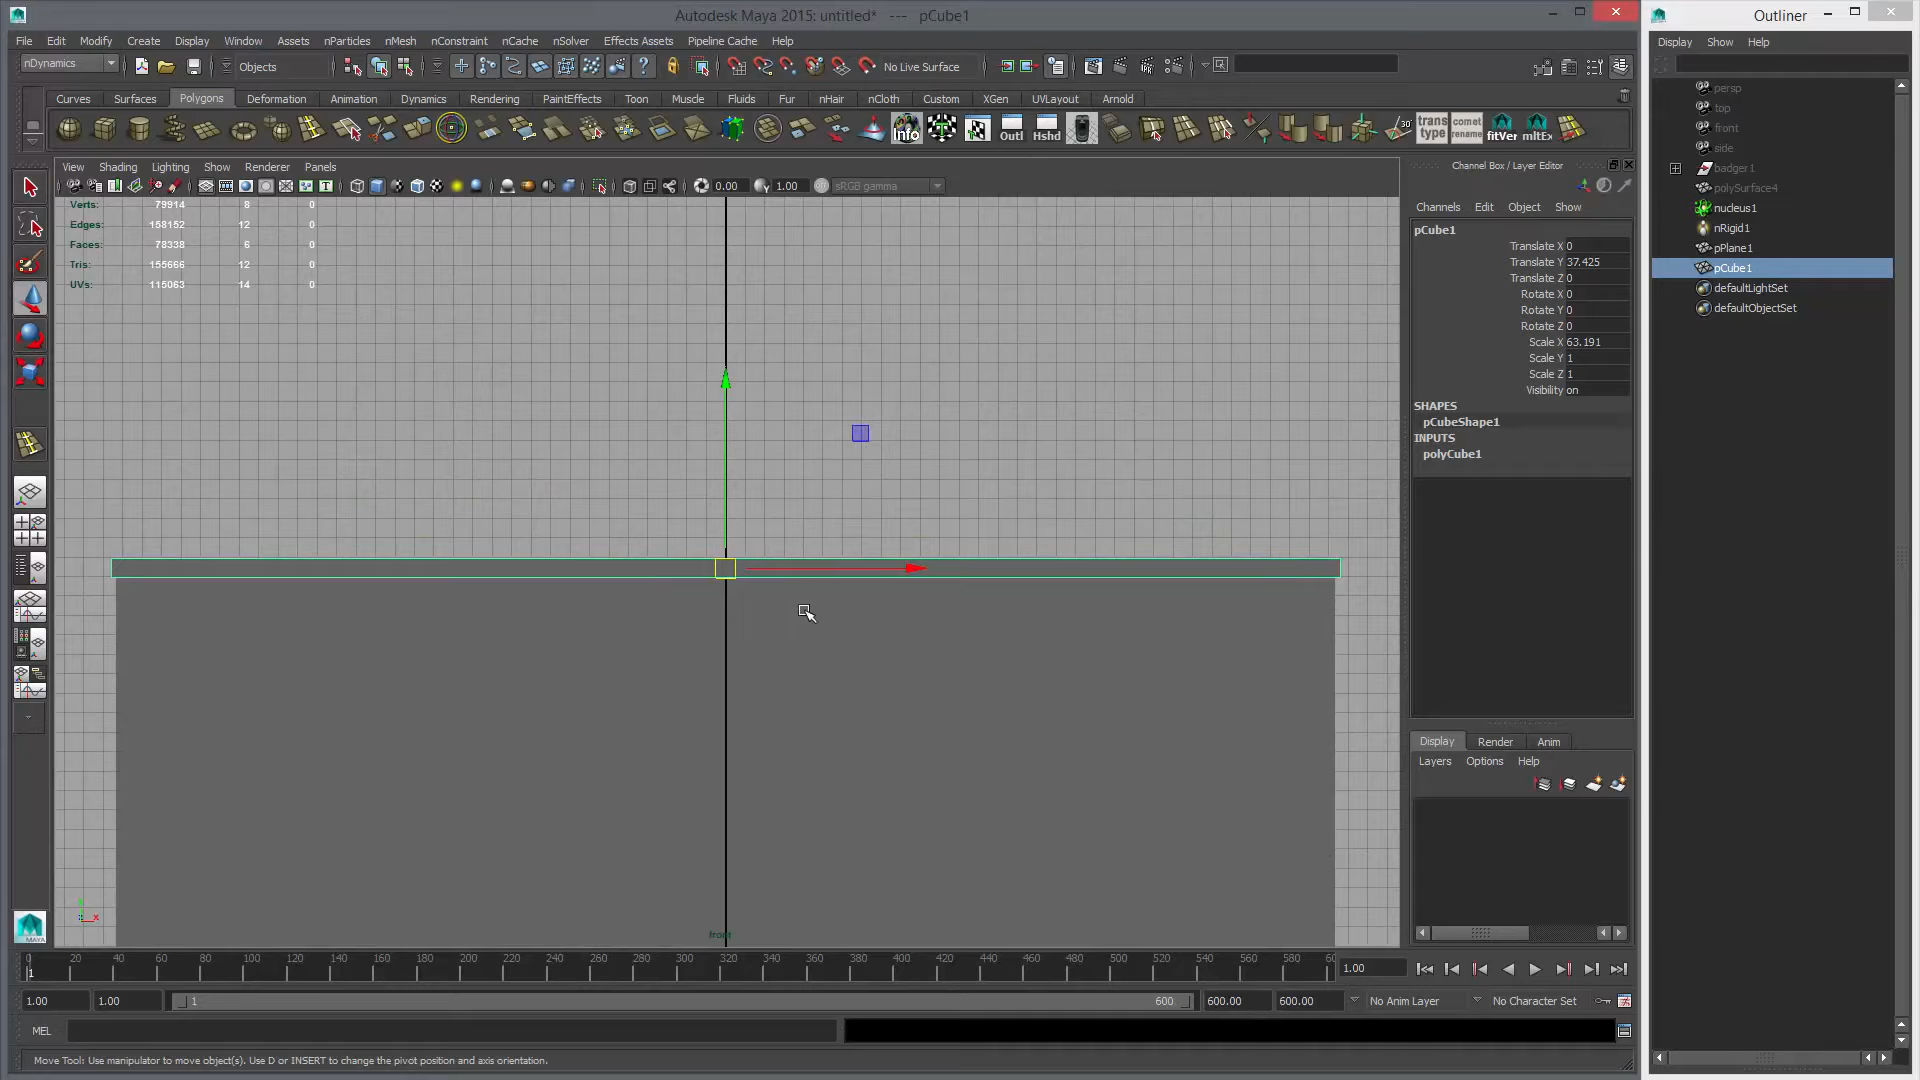 Autodesk Maya 2015: untitled*   ---   pCube1
Outliner
File Edit Modify Create Display Window Assets nParticles nMesh nConstraint nCache nSolver Effects Assets Pipeline Cache Help
Display Show Help
nDynamics Objects No Live Surface
Curves Surfaces Polygons Deformation Animation Dynamics Rendering PaintEffects Toon Muscle Fluids Fur nHair nCloth Custom XGen UVLayout Arnold
Info Outl Hshd 30 trans type comet rename fitVer mltEx
View Shading Lighting Show Renderer Panels
0.00 1.00 sRGB gamma
Verts: 79914 8 0
Edges: 158152 12 0
Faces: 78338 6 0
Tris: 155666 12 0
UVs: 115063 14 0
front
Channel Box / Layer Editor
Channels Edit Object Show
pCube1
Translate X 0
Translate Y 37.425
Translate Z 0
Rotate X 0
Rotate Y 0
Rotate Z 0
Scale X 63.191
Scale Y 1
Scale Z 1
Visibility on
SHAPES
pCubeShape1
INPUTS
polyCube1
Display Render Anim
Layers Options Help
persp
top
front
side
badger1
polySurface4
nucleus1
nRigid1
pPlane1
pCube1
defaultLightSet
defaultObjectSet
0 20 40 60 80 100 120 140 160 180 200 220 240 260 280 300 320 340 360 380 400 420 440 460 480 500 520 540 560 580 60
1
1.00
1.00 1.00 1 600 600.00 600.00 No Anim Layer No Character Set
MEL
Move Tool: Use manipulator to move object(s). Use D or INSERT to change the pivot position and axis orientation.
MAYA